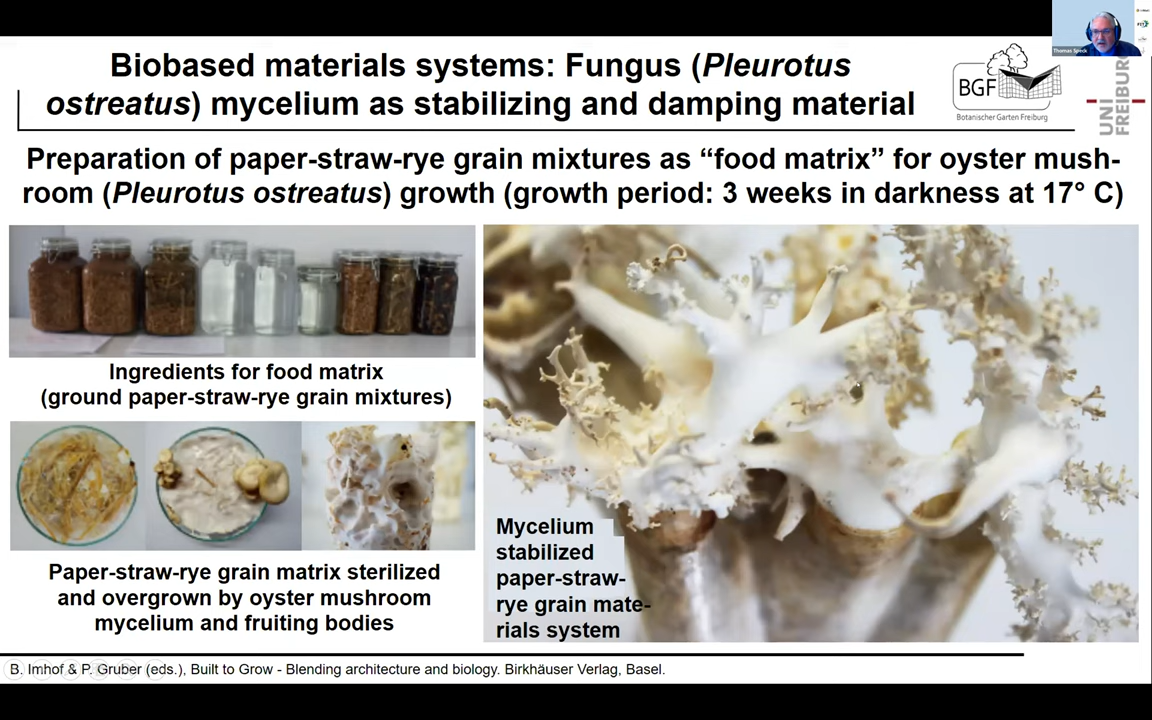 Thomas Speck
Biobased materials systems: Fungus (Pleurotus
ostreatus) mycelium as stabilizing and damping material
BGF
Botanischer Garten Freiburg
UNI
FREIBURG
Preparation of paper-straw-rye grain mixtures as “food matrix” for oyster mush-
room (Pleurotus ostreatus) growth (growth period: 3 weeks in darkness at 17° C)
Ingredients for food matrix
(ground paper-straw-rye grain mixtures)
Paper-straw-rye grain matrix sterilized
and overgrown by oyster mushroom
mycelium and fruiting bodies
Mycelium
stabilized
paper-straw-
rye grain mate-
rials system
B. Imhof & P. Gruber (eds.), Built to Grow - Blending architecture and biology. Birkhäuser Verlag, Basel.